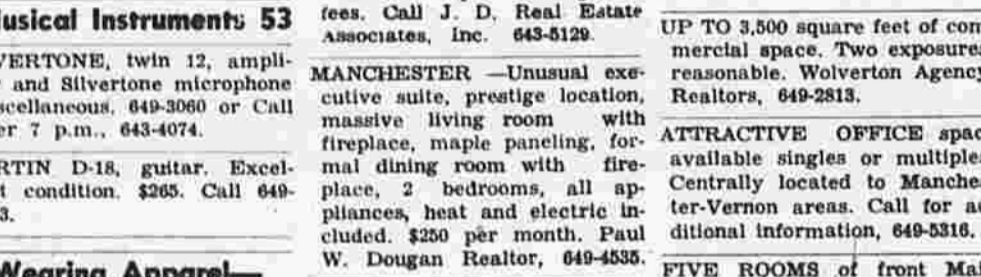 usical Instruments 53
VERTONE, twin 12, ampli-
and Silvertone microphone
scellaneous. 649-3060 or Call
er 7 p.m., 643-4074.
RTIN D-18, guitar. Excel-
t condition. $265. Call 649-
3.
Wearing Apparel—
fees. Call J. D. Real Estate
Associates, Inc. 643-5129.
MANCHESTER —Unusual exe-
cutive suite, prestige location,
massive living room with
fireplace, maple paneling, for-
mal dining room with fire-
place, 2 bedrooms, all ap-
pliances, heat and electric in-
cluded. $250 per month. Paul
W. Dougan Realtor, 649-4535.
UP TO 3,500 square feet of com
mercial space. Two exposures
reasonable. Wolverton Agency
Realtors, 649-2813.
ATTRACTIVE OFFICE spac
available singles or multiples
Centrally located to Manches
ter-Vernon areas. Call for ad
ditional information, 649-5316.
FIVE ROOMS of front Mai